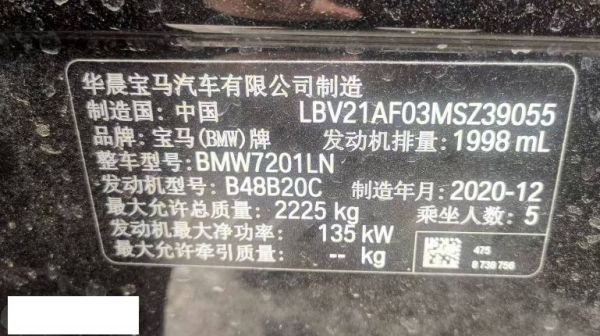 华晨宝马汽车有限公司制造
制造国: 中国 LBV21AF03MSZ39055
品牌: 宝马(BMW)牌 发动机排量: 1998 mL
整车型号: BMW7201LN
发动机型号: B48B20C 制造年月: 2020-12
最大允许总质量: 2225 kg 乘坐人数: 5
发动机最大净功率: 135 kW
最大允许牵引质量: -- kg
475
8 738 756